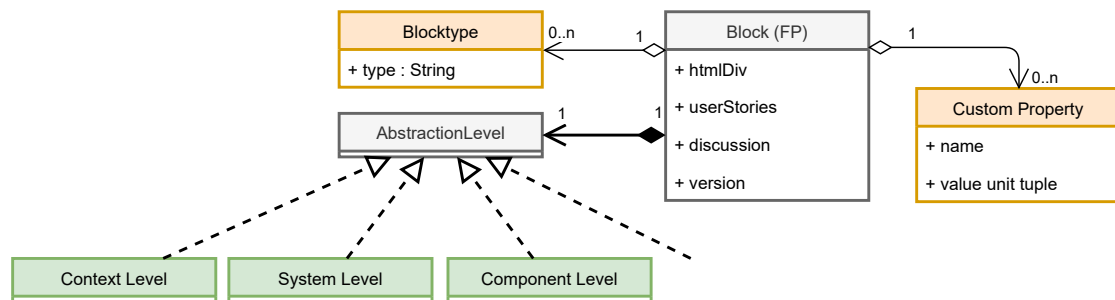 Blocktype
+ type : String
0..n
1
Block (FP)
+ htmlDiv
+ userStories
+ discussion
+ version
1
0..n
Custom Property
+ name
+ value unit tuple
AbstractionLevel
1
1
Context Level
System Level
Component Level